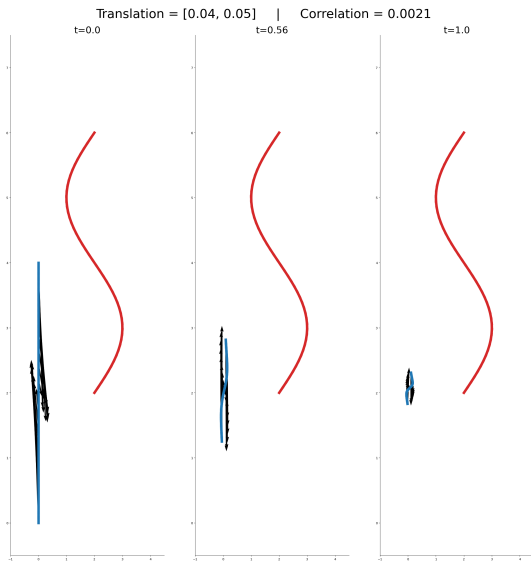 Translation = [0.04, 0.05]     |     Correlation = 0.0021
t=0.0
t=0.56
t=1.0